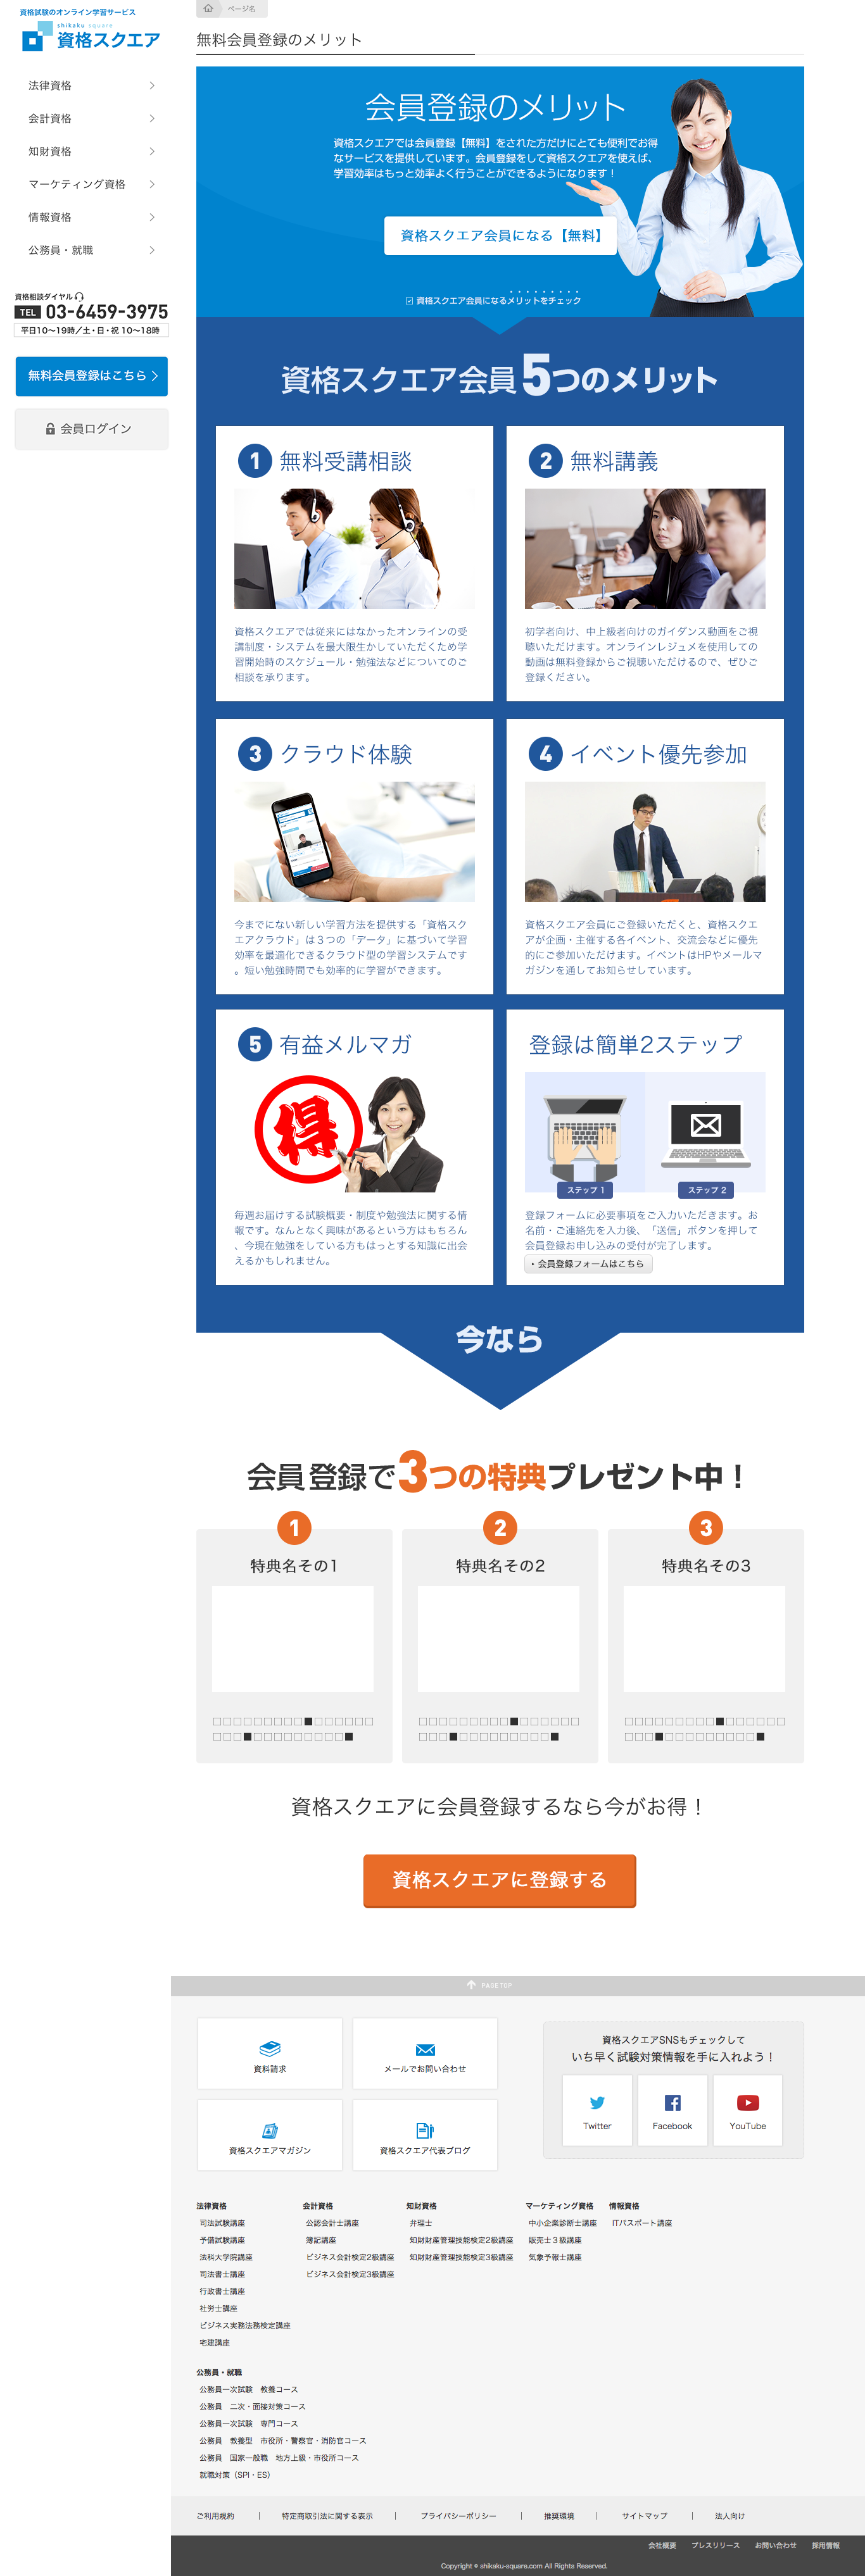 資格試験のオンライン学習サービス
shikaku square
資格スクエア
法律資格
会計資格
知財資格
マーケティング資格
情報資格
公務員・就職
資格相談ダイヤル
TEL 03-6459-3975
平日10〜19時／土・日・祝 10〜18時
無料会員登録はこちら
会員ログイン
ページ名
無料会員登録のメリット
会員登録のメリット
資格スクエアでは会員登録【無料】をされた方だけにとても便利でお得
なサービスを提供しています。会員登録をして資格スクエアを使えば、
学習効率はもっと効率よく行うことができるようになります！
資格スクエア会員になる【無料】
資格スクエア会員になるメリットをチェック
資格スクエア会員5つのメリット
1 無料受講相談
資格スクエアでは従来にはなかったオンラインの受
講制度・システムを最大限生かしていただくため学
習開始時のスケジュール・勉強法などについてのご
相談を承ります。
2 無料講義
初学者向け、中上級者向けのガイダンス動画をご視
聴いただけます。オンラインレジュメを使用しての
動画は無料登録からご視聴いただけるので、ぜひご
登録ください。
3 クラウド体験
今までにない新しい学習方法を提供する「資格スク
エアクラウド」は３つの「データ」に基づいて学習
効率を最適化できるクラウド型の学習システムです
。短い勉強時間でも効率的に学習ができます。
4 イベント優先参加
資格スクエア会員にご登録いただくと、資格スクエ
アが企画・主催する各イベント、交流会などに優先
的にご参加いただけます。イベントはHPやメールマ
ガジンを通してお知らせしています。
5 有益メルマガ
得
毎週お届けする試験概要・制度や勉強法に関する情
報です。なんとなく興味があるという方はもちろん
、今現在勉強をしている方もはっとする知識に出会
えるかもしれません。
登録は簡単2ステップ
ステップ 1
ステップ 2
登録フォームに必要事項をご入力いただきます。お
名前・ご連絡先を入力後、「送信」ボタンを押して
会員登録お申し込みの受付が完了します。
会員登録フォームはこちら
今なら
会員登録で3つの特典プレゼント中！
1
特典名その1
□□□□□□□□□■□□□□□□
□□□■□□□□□□□□□■
2
特典名その2
□□□□□□□□□■□□□□□□
□□□■□□□□□□□□□■
3
特典名その3
□□□□□□□□□■□□□□□□
□□□■□□□□□□□□□■
資格スクエアに会員登録するなら今がお得！
資格スクエアに登録する
PAGE TOP
資料請求
メールでお問い合わせ
資格スクエアマガジン
資格スクエア代表ブログ
資格スクエアSNSもチェックして
いち早く試験対策情報を手に入れよう！
Twitter
Facebook
YouTube
法律資格
司法試験講座
予備試験講座
法科大学院講座
司法書士講座
行政書士講座
社労士講座
ビジネス実務法務検定講座
宅建講座
会計資格
公認会計士講座
簿記講座
ビジネス会計検定2級講座
ビジネス会計検定3級講座
知財資格
弁理士
知財財産管理技能検定2級講座
知財財産管理技能検定3級講座
マーケティング資格
中小企業診断士講座
販売士３級講座
気象予報士講座
情報資格
ITパスポート講座
公務員・就職
公務員一次試験　教養コース
公務員　二次・面接対策コース
公務員一次試験　専門コース
公務員　教養型　市役所・警察官・消防官コース
公務員　国家一般職　地方上級・市役所コース
就職対策（SPI・ES）
ご利用規約
特定商取引法に関する表示
プライバシーポリシー
推奨環境
サイトマップ
法人向け
会社概要
プレスリリース
お問い合わせ
採用情報
Copyright © shikaku-square.com All Rights Reserved.